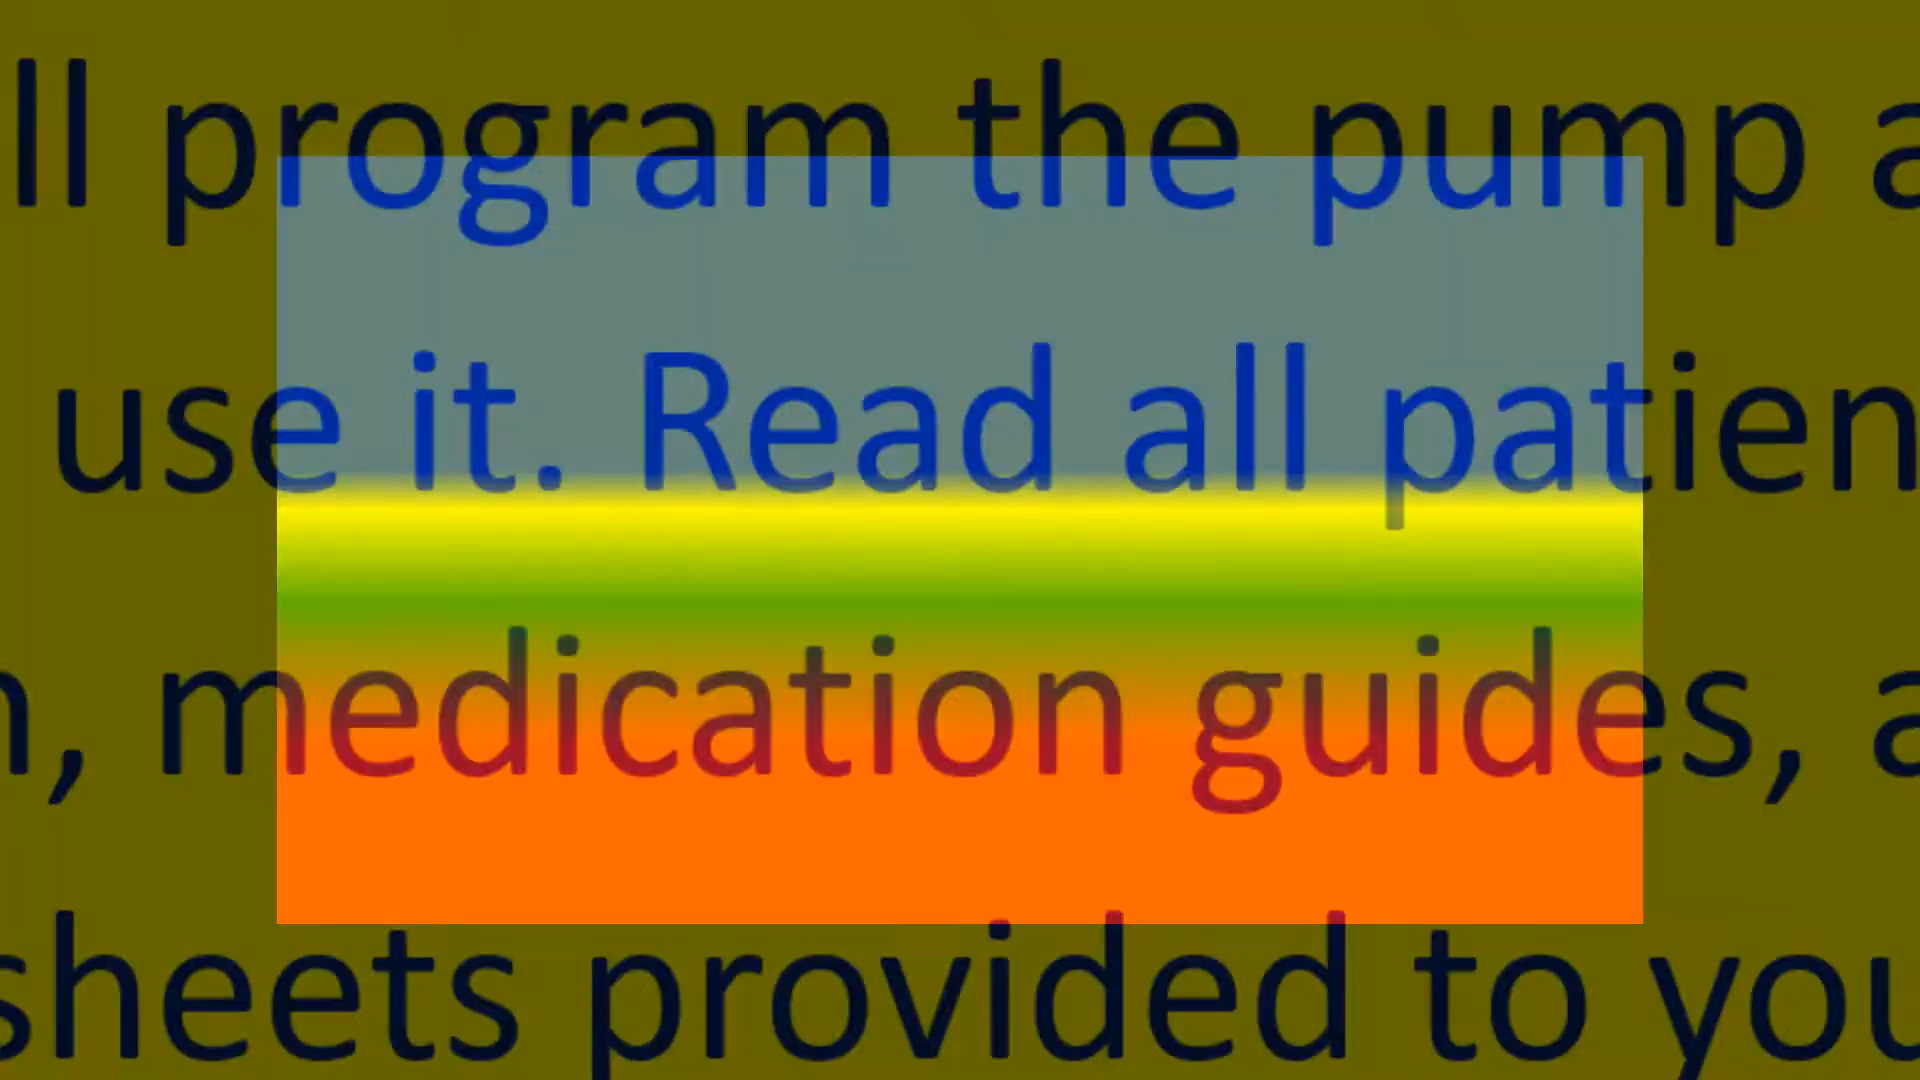 ll program the pump a
use it. Read all patien
n, medication guides, a
sheets provided to you